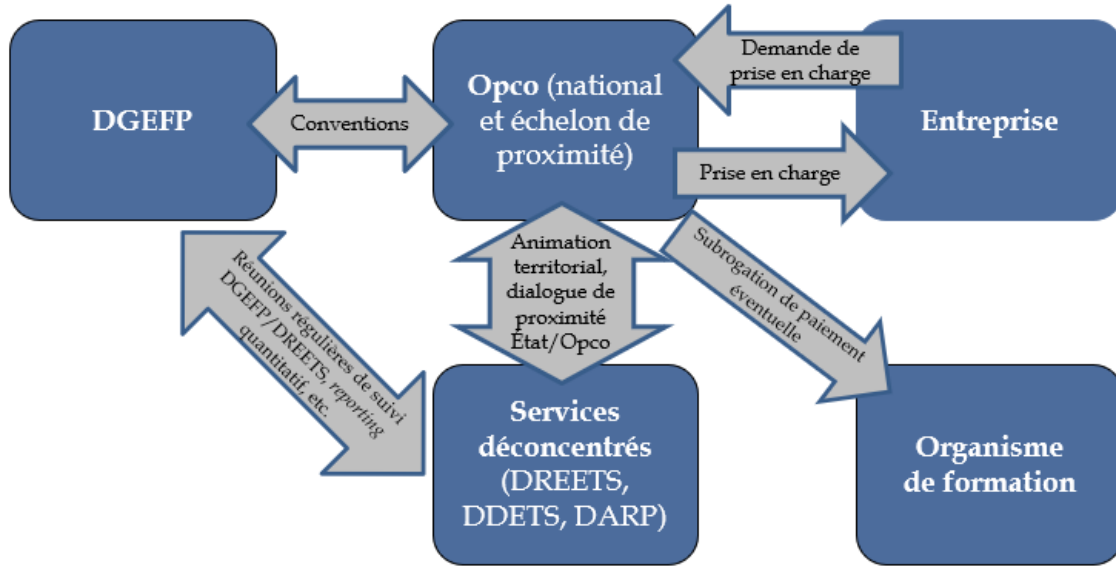 DGEFP
Conventions
Opco (national
et échelon de
proximité)
Demande de
prise en charge
Prise en charge
Entreprise
Réunions régulières de suivi
DGEFP/DREETS, reporting
quantitatif, etc.
Animation
territorial,
dialogue de
proximité
État/Opco
Subrogation de paiement
éventuelle
Services
déconcentrés
(DREETS,
DDETS, DARP)
Organisme
de formation